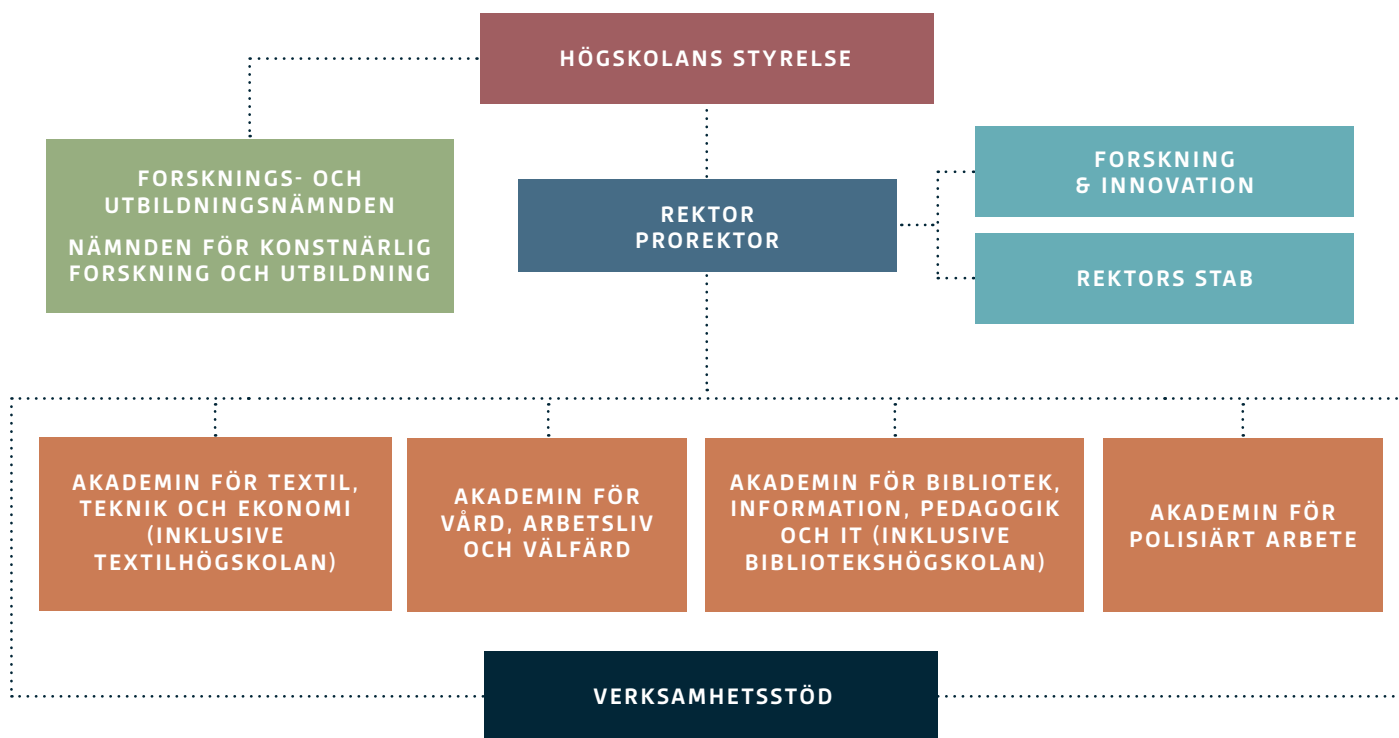 HÖGSKOLANS STYRELSE
FORSKNINGS- OCH
UTBILDNINGSNÄMNDEN
NÄMNDEN FÖR KONSTNÄRLIG
FORSKNING OCH UTBILDNING
REKTOR
PROREKTOR
FORSKNING
& INNOVATION
REKTORS STAB
AKADEMIN FÖR TEXTIL,
TEKNIK OCH EKONOMI
(INKLUSIVE
TEXTILHÖGSKOLAN)
AKADEMIN FÖR
VÅRD, ARBETSLIV
OCH VÄLFÄRD
AKADEMIN FÖR BIBLIOTEK,
INFORMATION, PEDAGOGIK
OCH IT (INKLUSIVE
BIBLIOTEKSHÖGSKOLAN)
AKADEMIN FÖR
POLISIÄRT ARBETE
VERKSAMHETSSTÖD